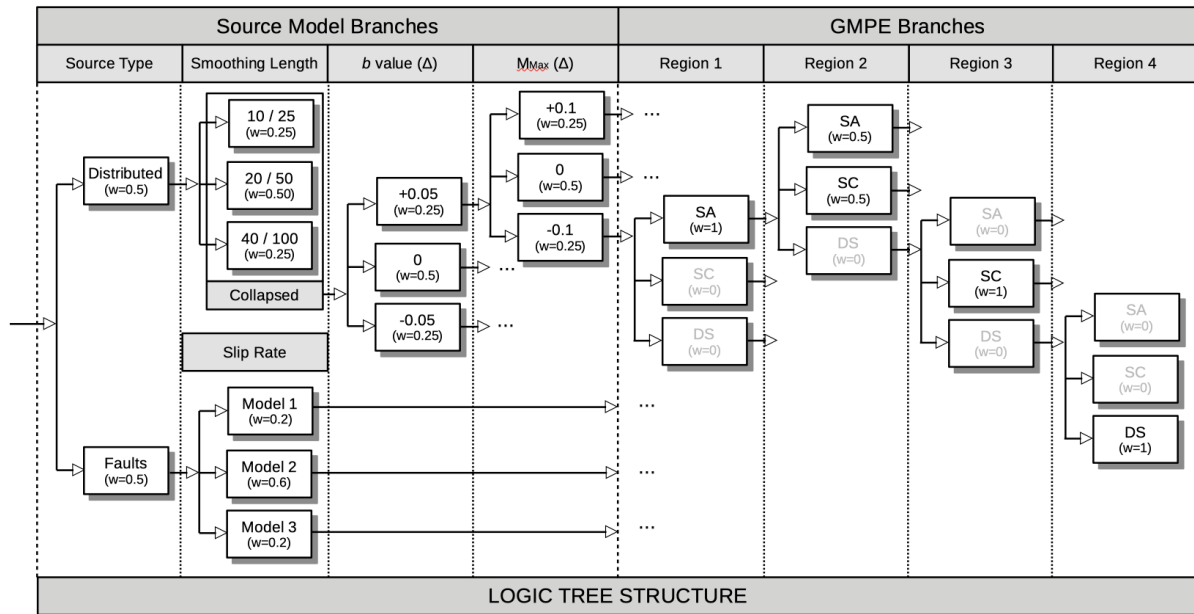 Source Model Branches
GMPE Branches
Source Type
Smoothing Length
b value (Δ)
MMax (Δ)
Region 1
Region 2
Region 3
Region 4
Distributed
(w=0.5)
10 / 25
(w=0.25)
20 / 50
(w=0.50)
40 / 100
(w=0.25)
Collapsed
+0.05
(w=0.25)
0
(w=0.5)
...
-0.05
(w=0.25)
...
+0.1
(w=0.25)
...
0
(w=0.5)
...
-0.1
(w=0.25)
SA
(w=1)
SC
(w=0)
DS
(w=0)
SA
(w=0.5)
SC
(w=0.5)
DS
(w=0)
SA
(w=0)
SC
(w=1)
DS
(w=0)
SA
(w=0)
SC
(w=0)
DS
(w=1)
Slip Rate
Faults
(w=0.5)
Model 1
(w=0.2)
...
Model 2
(w=0.6)
...
Model 3
(w=0.2)
...
LOGIC TREE STRUCTURE